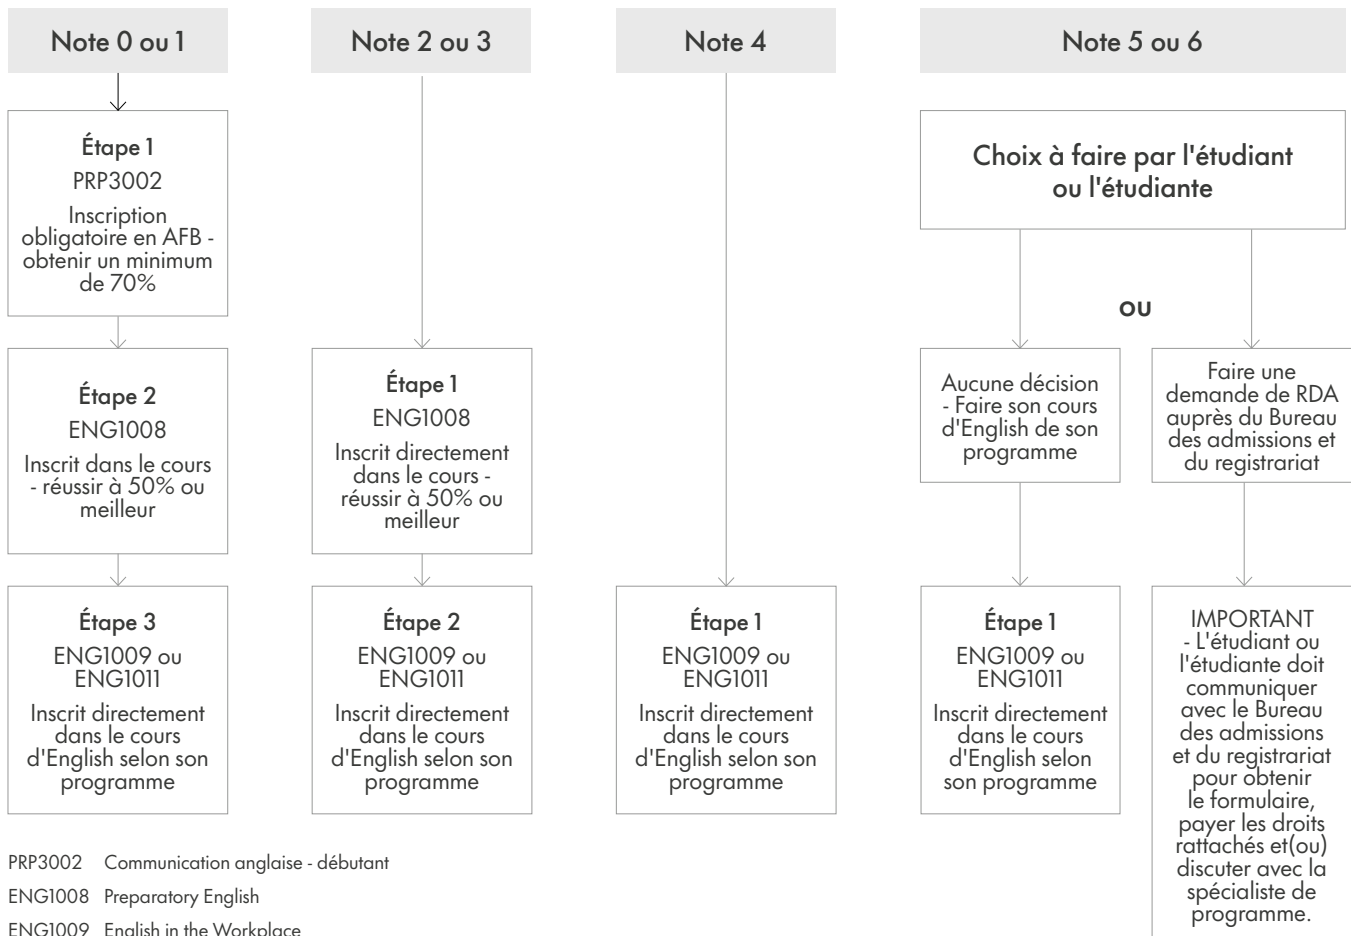 Note 0 ou 1
Étape 1
PRP3002
Inscription
obligatoire en AFB -
obtenir un minimum
de 70%
Étape 2
ENG1008
Inscrit dans le cours
- réussir à 50% ou
meilleur
Étape 3
ENG1009 ou
ENG1011
Inscrit directement
dans le cours
d'English selon son
programme
Note 2 ou 3
Étape 1
ENG1008
Inscrit directement
dans le cours -
réussir à 50% ou
meilleur
Étape 2
ENG1009 ou
ENG1011
Inscrit directement
dans le cours
d'English selon son
programme
Note 4
Étape 1
ENG1009 ou
ENG1011
Inscrit directement
dans le cours
d'English selon son
programme
Note 5 ou 6
Choix à faire par l'étudiant
ou l'étudiante
ou
Aucune décision
- Faire son cours
d'English de son
programme
Étape 1
ENG1009 ou
ENG1011
Inscrit directement
dans le cours
d'English selon
son programme
Faire une
demande de RDA
auprès du Bureau
des admissions et
du registrariat
IMPORTANT
- L'étudiant ou
l'étudiante doit
communiquer
avec le Bureau
des admissions
et du registrariat
pour obtenir
le formulaire,
payer les droits
rattachés et(ou)
discuter avec la
spécialiste de
programme.
PRP3002 Communication anglaise - débutant
ENG1008 Preparatory English
ENG1009 English in the Workplace